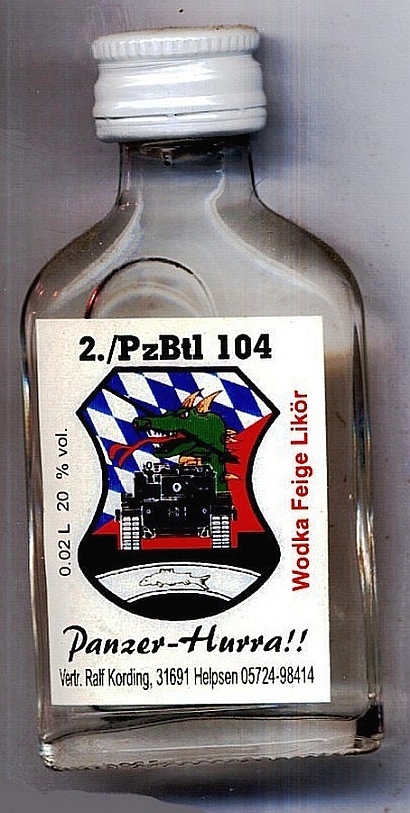 2./PzBtl 104
0.02 L 20 % vol.
Wodka Feige Likör
Panzer-Hurra!!
Vertr. Ralf Kording, 31691 Helpsen 05724-98414